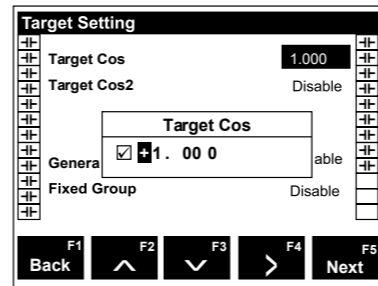 Target Setting
Target Cos 1.000
Target Cos2 Disable
Target Cos
☑ +1. 00 0
Genera able
Fixed Group Disable
F1 F2 F3 F4 F5
Back Next